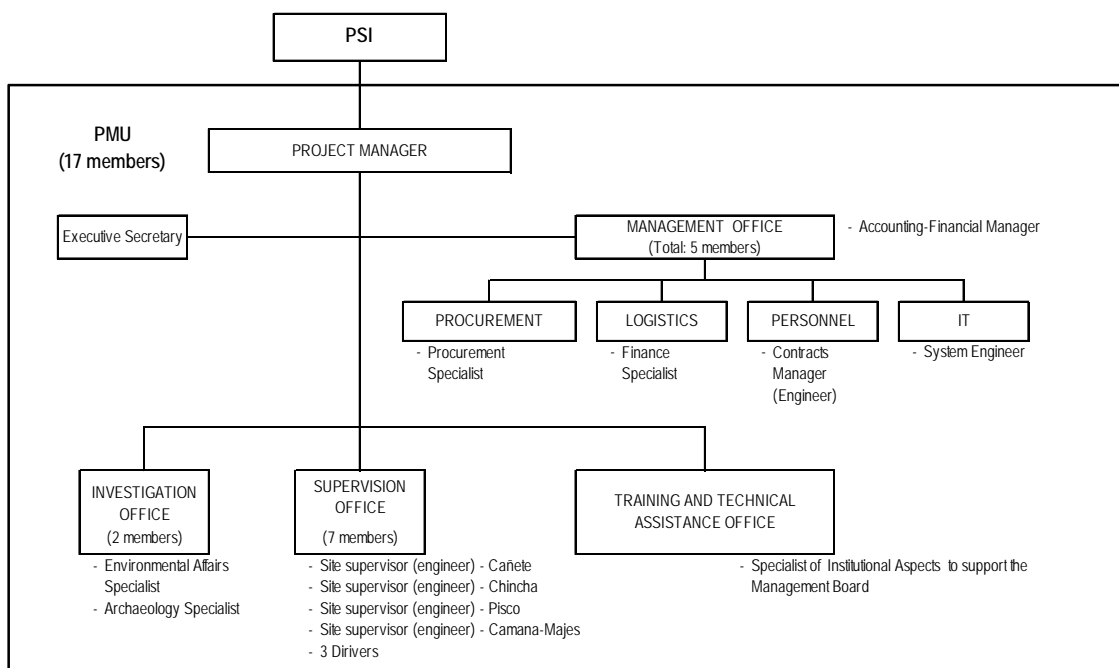 PSI
PMU
(17 members)
PROJECT MANAGER
Executive Secretary
MANAGEMENT OFFICE
(Total: 5 members)
- Accounting-Financial Manager
PROCUREMENT
- Procurement
Specialist
LOGISTICS
- Finance
Specialist
PERSONNEL
- Contracts
Manager
(Engineer)
IT
- System Engineer
INVESTIGATION
OFFICE
(2 members)
- Environmental Affairs
Specialist
- Archaeology Specialist
SUPERVISION
OFFICE
(7 members)
- Site supervisor (engineer) - Cañete
- Site supervisor (engineer) - Chincha
- Site supervisor (engineer) - Pisco
- Site supervisor (engineer) - Camana-Majes
- 3 Dirivers
TRAINING AND TECHNICAL
ASSISTANCE OFFICE
- Specialist of Institutional Aspects to support the
Management Board